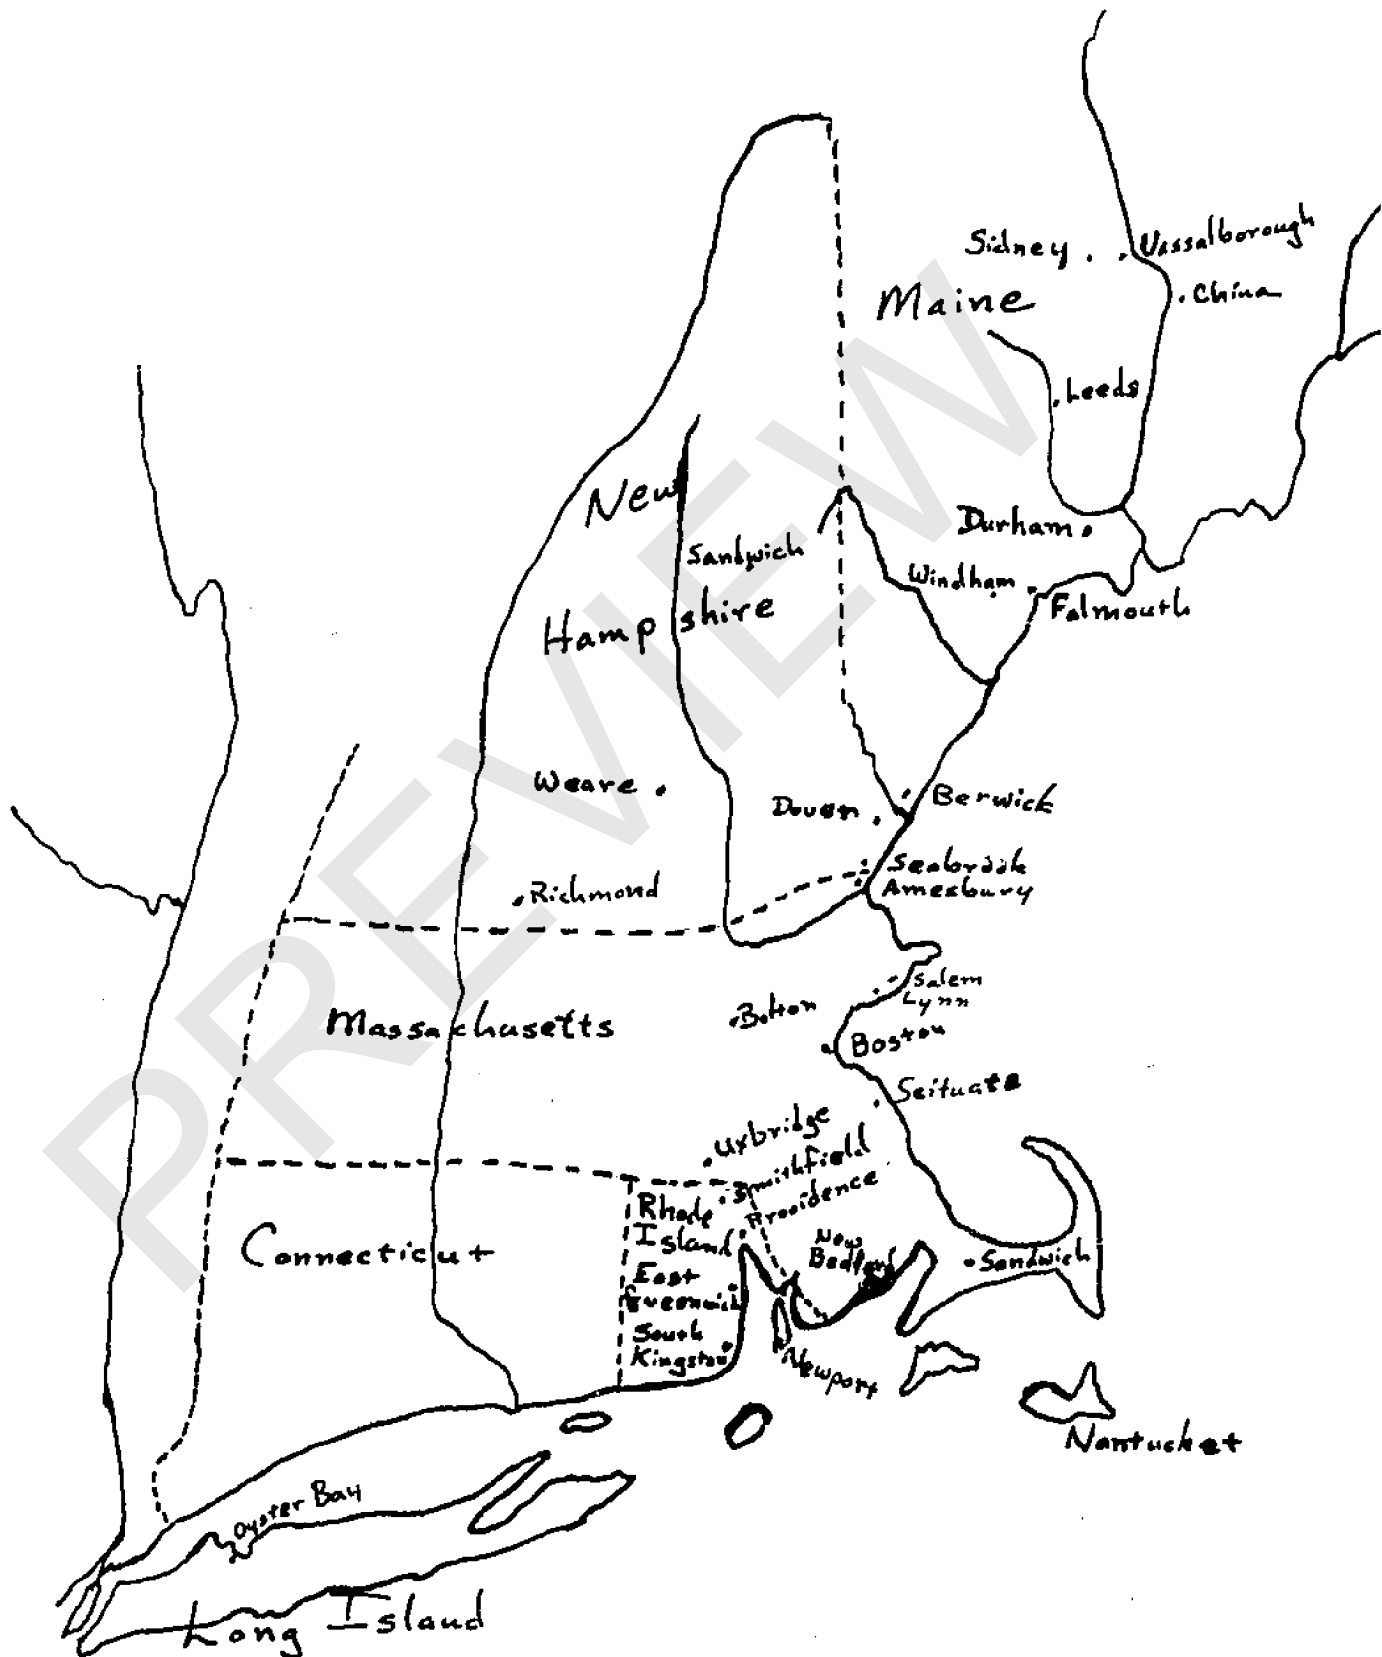 Sidney
Vassalborough
Maine
China
Leeds
New
Durham
Sandwich
Windham
Falmouth
Hampshire
Weare
Berwick
Dover
Seabrook
Amesbury
Richmond
Salem
Lynn
Bolton
Massachusetts
Boston
Scituate
Uxbridge
Smithfield
Providence
Rhode
Island
Connecticut
New
Bedford
Sandwich
East
Greenwich
South
Kingston
Newport
Nantucket
Oyster Bay
Long Island
PREVIEW